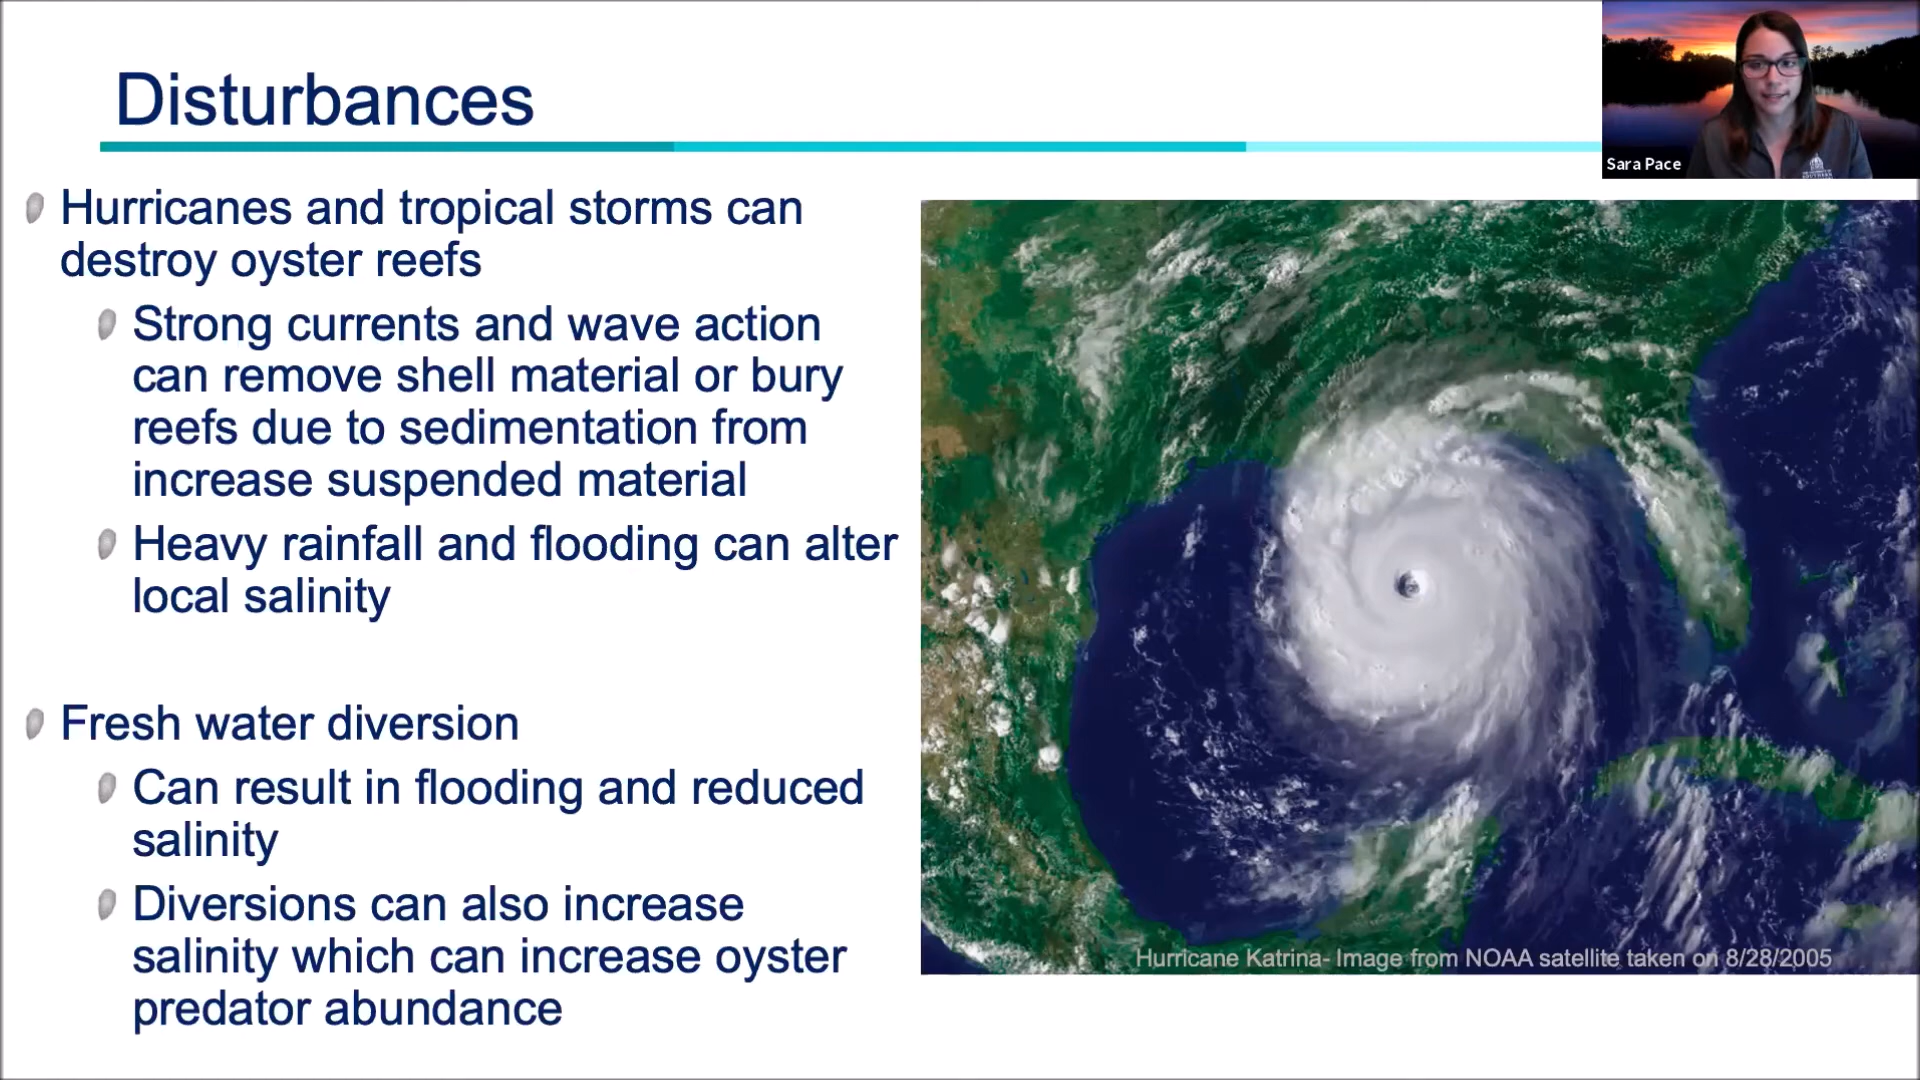 Disturbances
Sara Pace
Hurricanes and tropical storms can
destroy oyster reefs
Strong currents and wave action
can remove shell material or bury
reefs due to sedimentation from
increase suspended material
Heavy rainfall and flooding can alter
local salinity
Fresh water diversion
Can result in flooding and reduced
salinity
Diversions can also increase
salinity which can increase oyster
predator abundance
Hurricane Katrina- Image from NOAA satellite taken on 8/28/2005